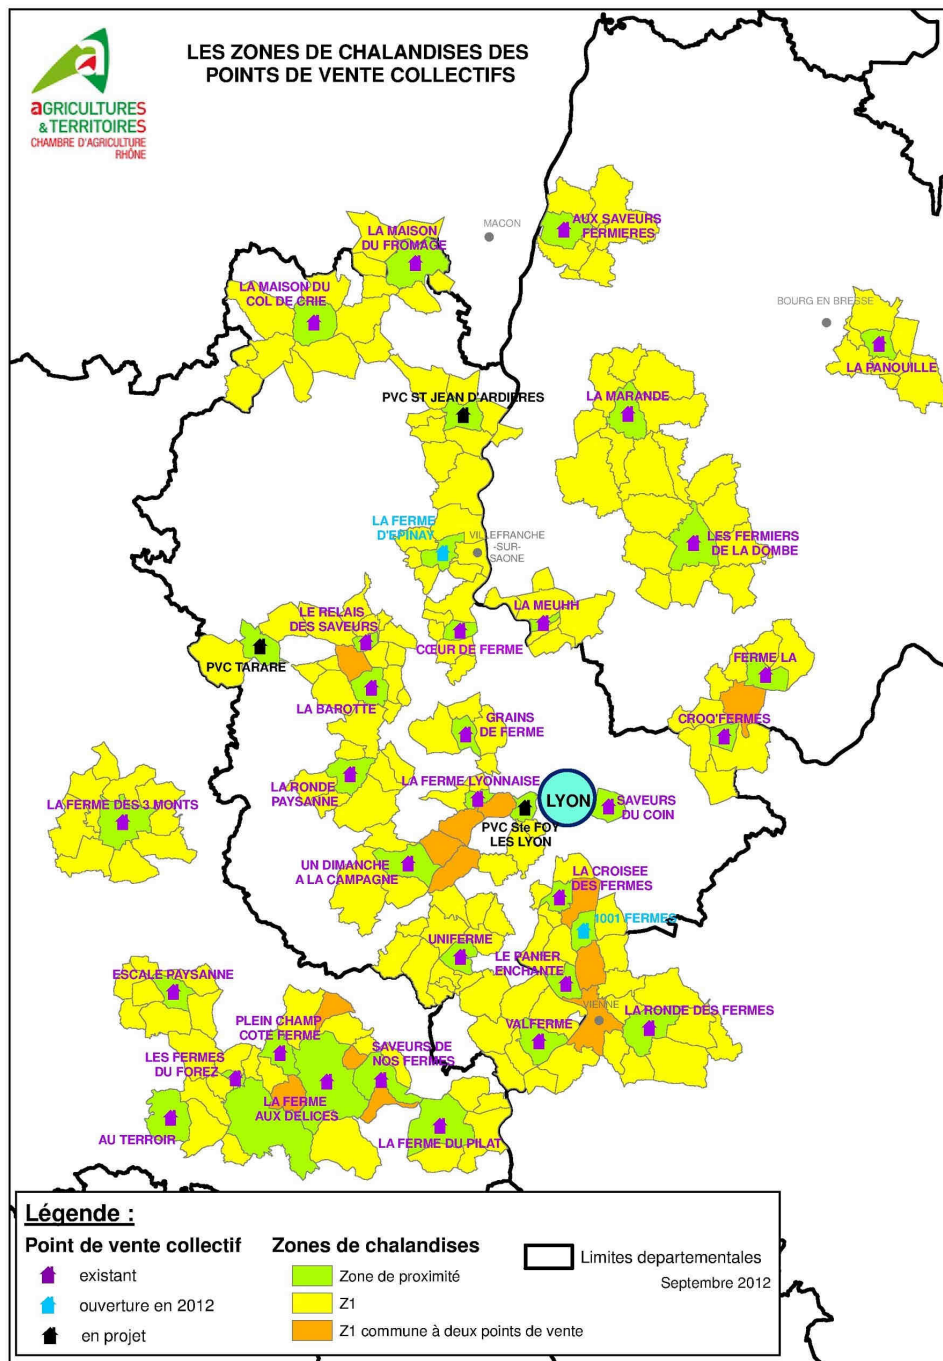 LES ZONES DE CHALANDISES DES
POINTS DE VENTE COLLECTIFS
a
aGRICULTURES
& TERRITOIRES
CHAMBRE D'AGRICULTURE
RHÔNE
MACON
AUX SAVEURS
FERMIERES
LA MAISON
DU FROMAGE
LA MAISON DU
COL DE CRIE
BOURG EN BRESSE
LA PANOUILLE
PVC ST JEAN D'ARDIERES
LA MARANDE
LA FERME
D'EPINAY
VILLEFRANCHE
-SUR-
SAONE
LES FERMIERS
DE LA DOMBE
LE RELAIS
DES SAVEURS
LA MEUHH
CŒUR DE FERME
PVC TARARE
FERME LA
LA BAROTTE
CROQ'FERMES
GRAINS
DE FERME
LA RONDE
PAYSANNE
LA FERME LYONNAISE
LYON
SAVEURS
DU COIN
LA FERME DES 3 MONTS
PVC Ste FOY
LES LYON
UN DIMANCHE
A LA CAMPAGNE
LA CROISEE
DES FERMES
1001 FERMES
UNIFERME
LE PANIER
ENCHANTE
ESCALE PAYSANNE
VIENNE
LA RONDE DES FERMES
PLEIN CHAMP
COTÉ FERME
VALFERME
SAVEURS DE
NOS FERMES
LES FERMES
DU FOREZ
LA FERME
AUX DELICES
AU TERROIR
LA FERME DU PILAT
Légende :
Point de vente collectif
existant
ouverture en 2012
en projet
Zones de chalandises
Zone de proximité
Z1
Z1 commune à deux points de vente
Limites departementales
Septembre 2012